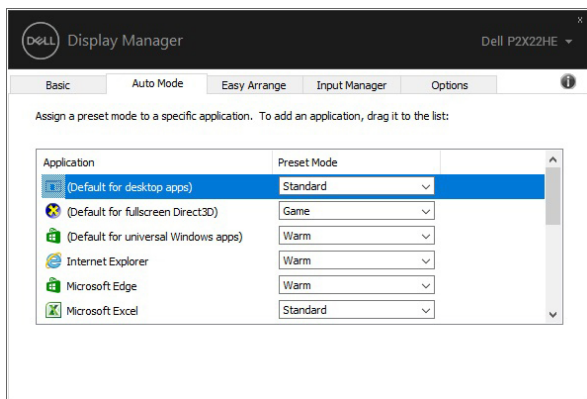 DELL Display Manager
Dell P2X22HE
Basic Auto Mode Easy Arrange Input Manager Options
Assign a preset mode to a specific application. To add an application, drag it to the list:
Application Preset Mode
(Default for desktop apps) Standard
(Default for fullscreen Direct3D) Game
(Default for universal Windows apps) Warm
Internet Explorer Warm
Microsoft Edge Warm
Microsoft Excel Standard